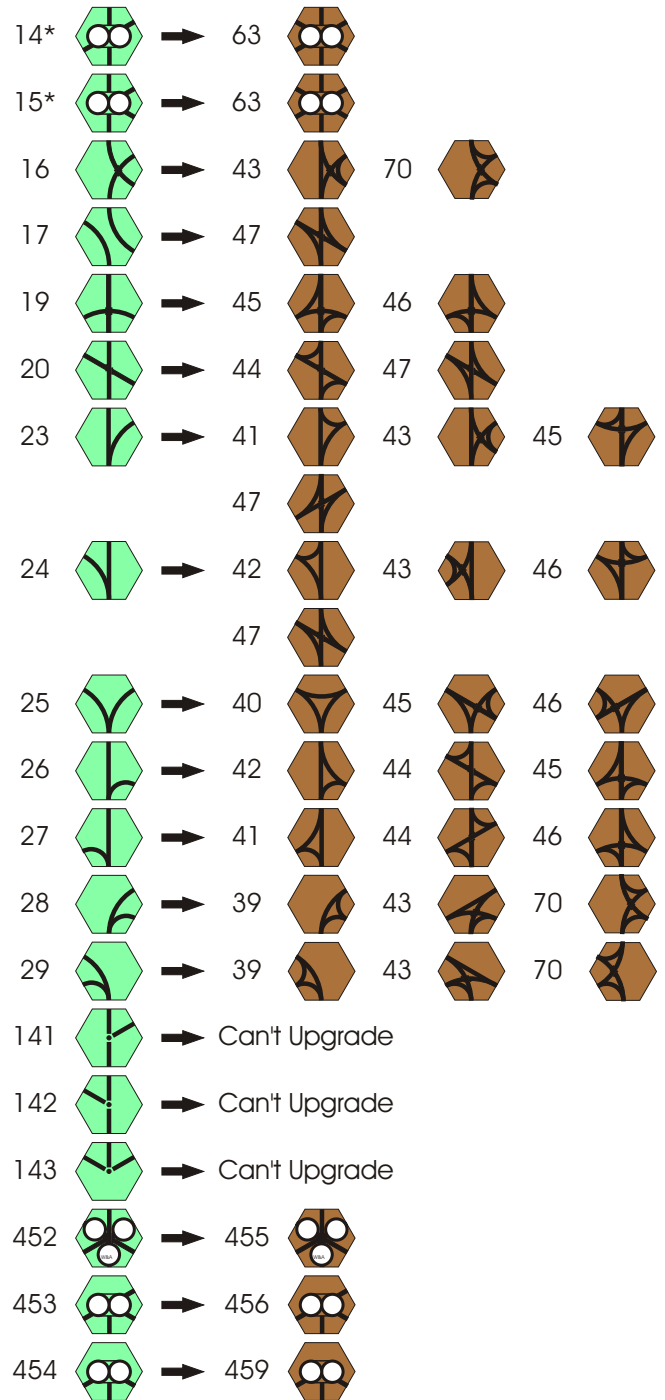 14* 63
15* 63
16 43 70
17 47
19 45 46
20 44 47
23 41 43 45
47
24 42 43 46
47
25 40 45 46
26 42 44 45
27 41 44 46
28 39 43 70
29 39 43 70
141 Can't Upgrade
142 Can't Upgrade
143 Can't Upgrade
452 W&A 455 W&A
453 456
454 459